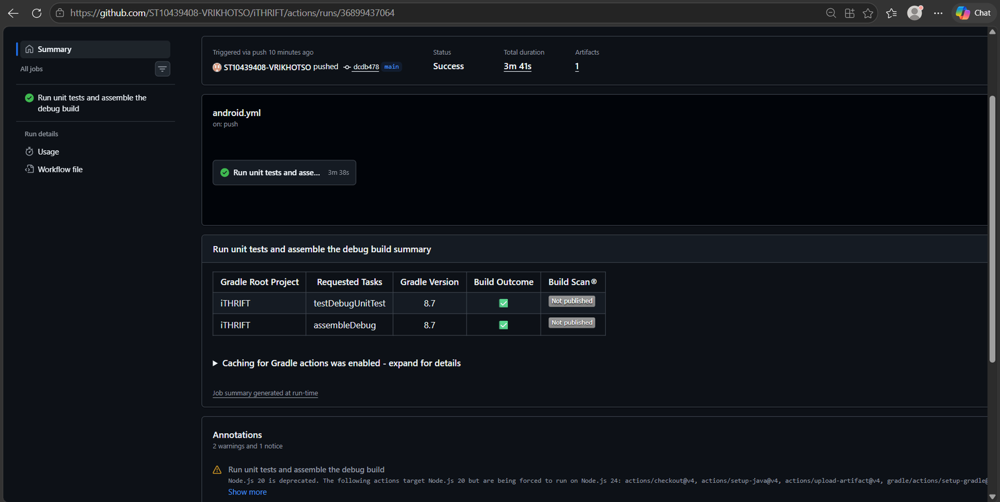 https://github.com/ST10439408-VRIKHOTSO/iTHRIFT/actions/runs/36899437064
Chat
Summary
All jobs
Run unit tests and assemble the
debug build
Run details
Usage
Workflow file
Triggered via push 10 minutes ago
ST10439408-VRIKHOTSO pushed dcdb478 main
Status
Success
Total duration
3m 41s
Artifacts
1
android.yml
on: push
Run unit tests and asse... 3m 38s
Run unit tests and assemble the debug build summary
Gradle Root Project Requested Tasks Gradle Version Build Outcome Build Scan®
iTHRIFT testDebugUnitTest 8.7 Not published
iTHRIFT assembleDebug 8.7 Not published
Caching for Gradle actions was enabled - expand for details
Job summary generated at run-time
Annotations
2 warnings and 1 notice
Run unit tests and assemble the debug build
Node.js 20 is deprecated. The following actions target Node.js 20 but are being forced to run on Node.js 24: actions/checkout@v4, actions/setup-java@v4, actions/upload-artifact@v4, gradle/actions/setup-gradle@
Show more